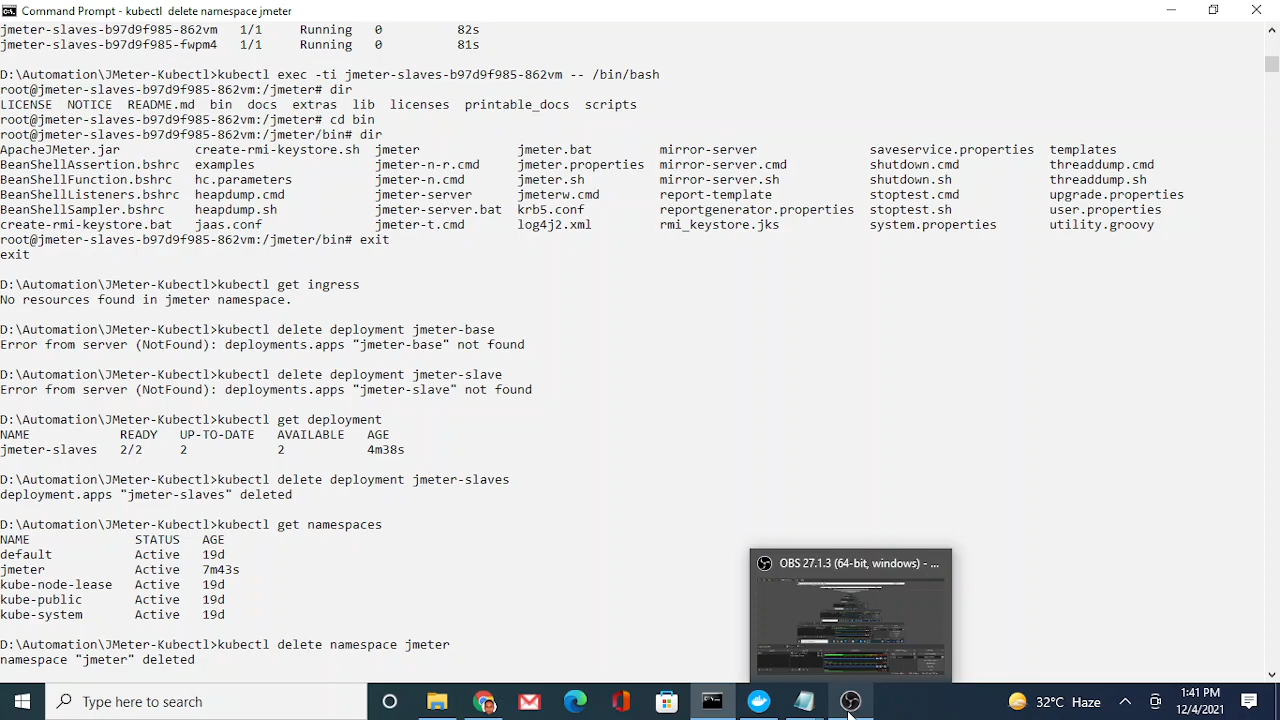 Command Prompt - kubectl  delete namespace jmeter
jmeter-slaves-b97d9f985-862vm   1/1     Running   0          82s
jmeter-slaves-b97d9f985-fwpm4   1/1     Running   0          81s
D:\Automation\JMeter-Kubectl>kubectl exec -ti jmeter-slaves-b97d9f985-862vm -- /bin/bash
root@jmeter-slaves-b97d9f985-862vm:/jmeter# dir
LICENSE  NOTICE  README.md  bin  docs  extras  lib  licenses  printable_docs  scripts
root@jmeter-slaves-b97d9f985-862vm:/jmeter# cd bin
root@jmeter-slaves-b97d9f985-862vm:/jmeter/bin# dir
ApacheJMeter.jar          create-rmi-keystore.sh  jmeter             jmeter.bat         mirror-server               saveservice.properties  templates
BeanShellAssertion.bshrc  examples                jmeter-n-r.cmd     jmeter.properties  mirror-server.cmd           shutdown.cmd            threaddump.cmd
BeanShellFunction.bshrc   hc.parameters           jmeter-n.cmd       jmeter.sh          mirror-server.sh            shutdown.sh             threaddump.sh
BeanShellListeners.bshrc  heapdump.cmd            jmeter-server      jmeterw.cmd        report-template             stoptest.cmd            upgrade.properties
BeanShellSampler.bshrc    heapdump.sh             jmeter-server.bat  krb5.conf          reportgenerator.properties  stoptest.sh             user.properties
create-rmi-keystore.bat   jaas.conf               jmeter-t.cmd       log4j2.xml         rmi_keystore.jks            system.properties       utility.groovy
root@jmeter-slaves-b97d9f985-862vm:/jmeter/bin# exit
exit
D:\Automation\JMeter-Kubectl>kubectl get ingress
No resources found in jmeter namespace.
D:\Automation\JMeter-Kubectl>kubectl delete deployment jmeter-base
Error from server (NotFound): deployments.apps "jmeter-base" not found
D:\Automation\JMeter-Kubectl>kubectl delete deployment jmeter-slave
Error from server (NotFound): deployments.apps "jmeter-slave" not found
D:\Automation\JMeter-Kubectl>kubectl get deployment
NAME            READY   UP-TO-DATE   AVAILABLE   AGE
jmeter-slaves   2/2     2            2           4m38s
D:\Automation\JMeter-Kubectl>kubectl delete deployment jmeter-slaves
deployment.apps "jmeter-slaves" deleted
D:\Automation\JMeter-Kubectl>kubectl get namespaces
NAME              STATUS   AGE
default           Active   19d
jmeter            Active   7m43s
kube-node-lease   Active   19d
kube-public       Active   19d
kube-system       Active   19d
D:\Automation\JMeter-Kubectl>kubectl delete namespace jmeter
namespace "jmeter" deleted
OBS 27.1.3 (64-bit, windows) - ...
Type here to search
32°C  Haze
1:41 PM
12/4/2021